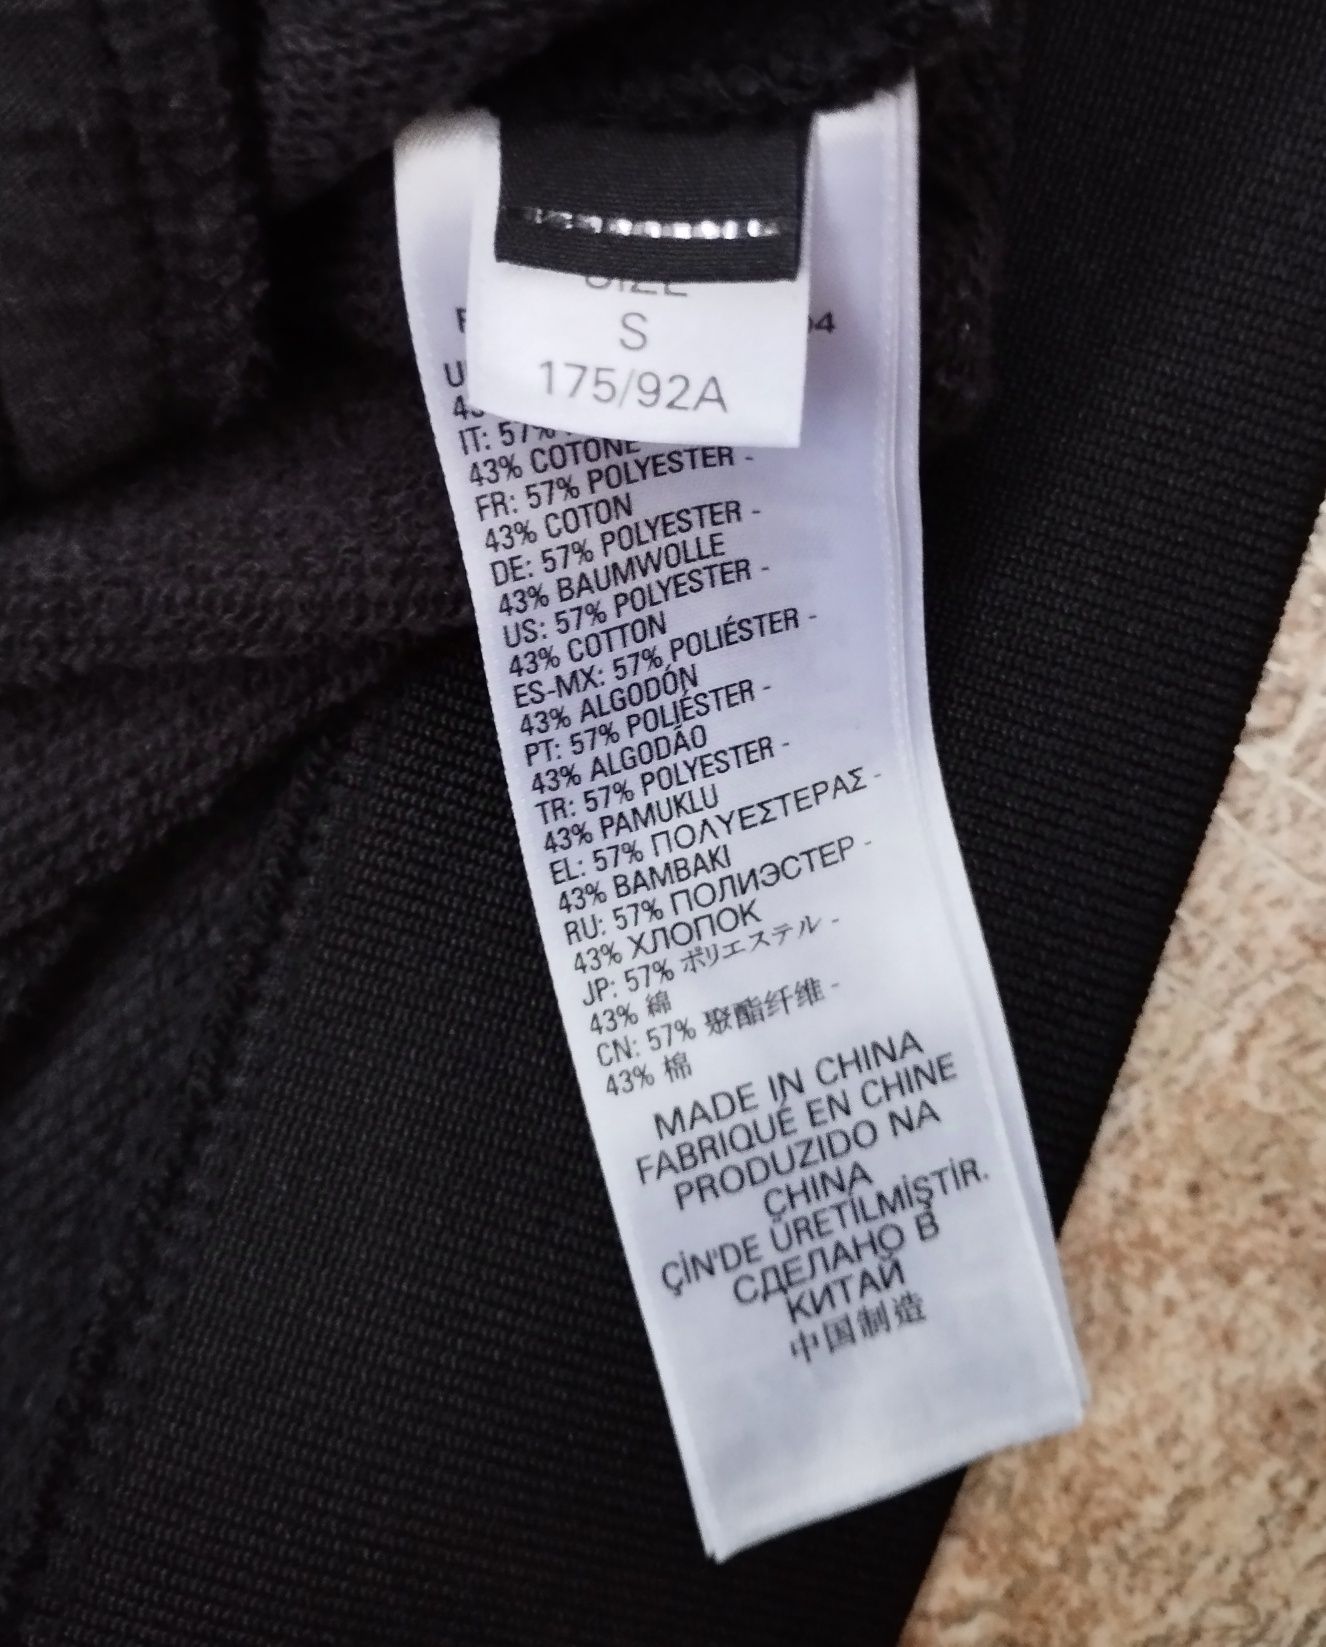 SIZE
S
175/92A
IT: 57%
43% COTONE
FR: 57% POLYESTER -
43% COTON
DE: 57% POLYESTER -
43% BAUMWOLLE
US: 57% POLYESTER -
43% COTTON
ES-MX: 57% POLIÉSTER -
43% ALGODÓN
PT: 57% POLIÉSTER -
43% ALGODÃO
TR: 57% POLYESTER -
43% PAMUKLU
EL: 57% ΠΟΛΥΕΣΤΕΡΑΣ -
43% ΒΑΜΒΑΚΙ
RU: 57% ПОЛИЭСТЕР -
43% ХЛОПОК
JP: 57% ポリエステル -
43% 綿
CN: 57% 聚酯纤维 -
43% 棉
MADE IN CHINA
FABRIQUÉ EN CHINE
PRODUZIDO NA
CHINA
ÇİN'DE ÜRETİLMİŞTİR.
СДЕЛАНО В
КИТАЙ
中国制造